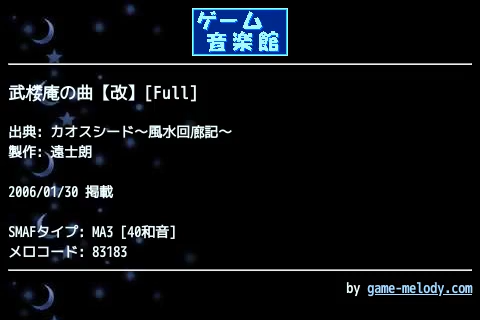 ゲーム
音楽館
武楼庵の曲【改】[Full]
出典: カオスシード～風水回廊記～
製作: 遠士朗
2006/01/30 掲載
SMAFタイプ: MA3 [40和音]
メロコード: 83183
by game-melody.com